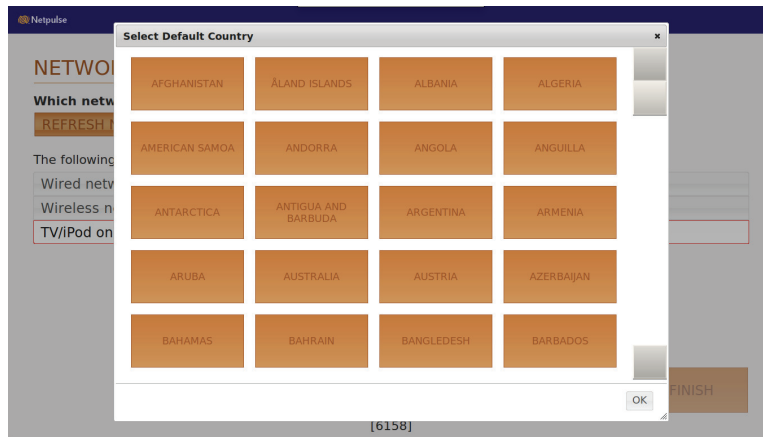 Netpulse
Select Default Country
NETWO
Which netw
REFRESH
The following
Wired netw
Wireless n
TV/iPod on
AFGHANISTAN
ÅLAND ISLANDS
ALBANIA
ALGERIA
AMERICAN SAMOA
ANDORRA
ANGOLA
ANGUILLA
ANTARCTICA
ANTIGUA AND
BARBUDA
ARGENTINA
ARMENIA
ARUBA
AUSTRALIA
AUSTRIA
AZERBAIJAN
BAHAMAS
BAHRAIN
BANGLEDESH
BARBADOS
OK
FINISH
[6158]